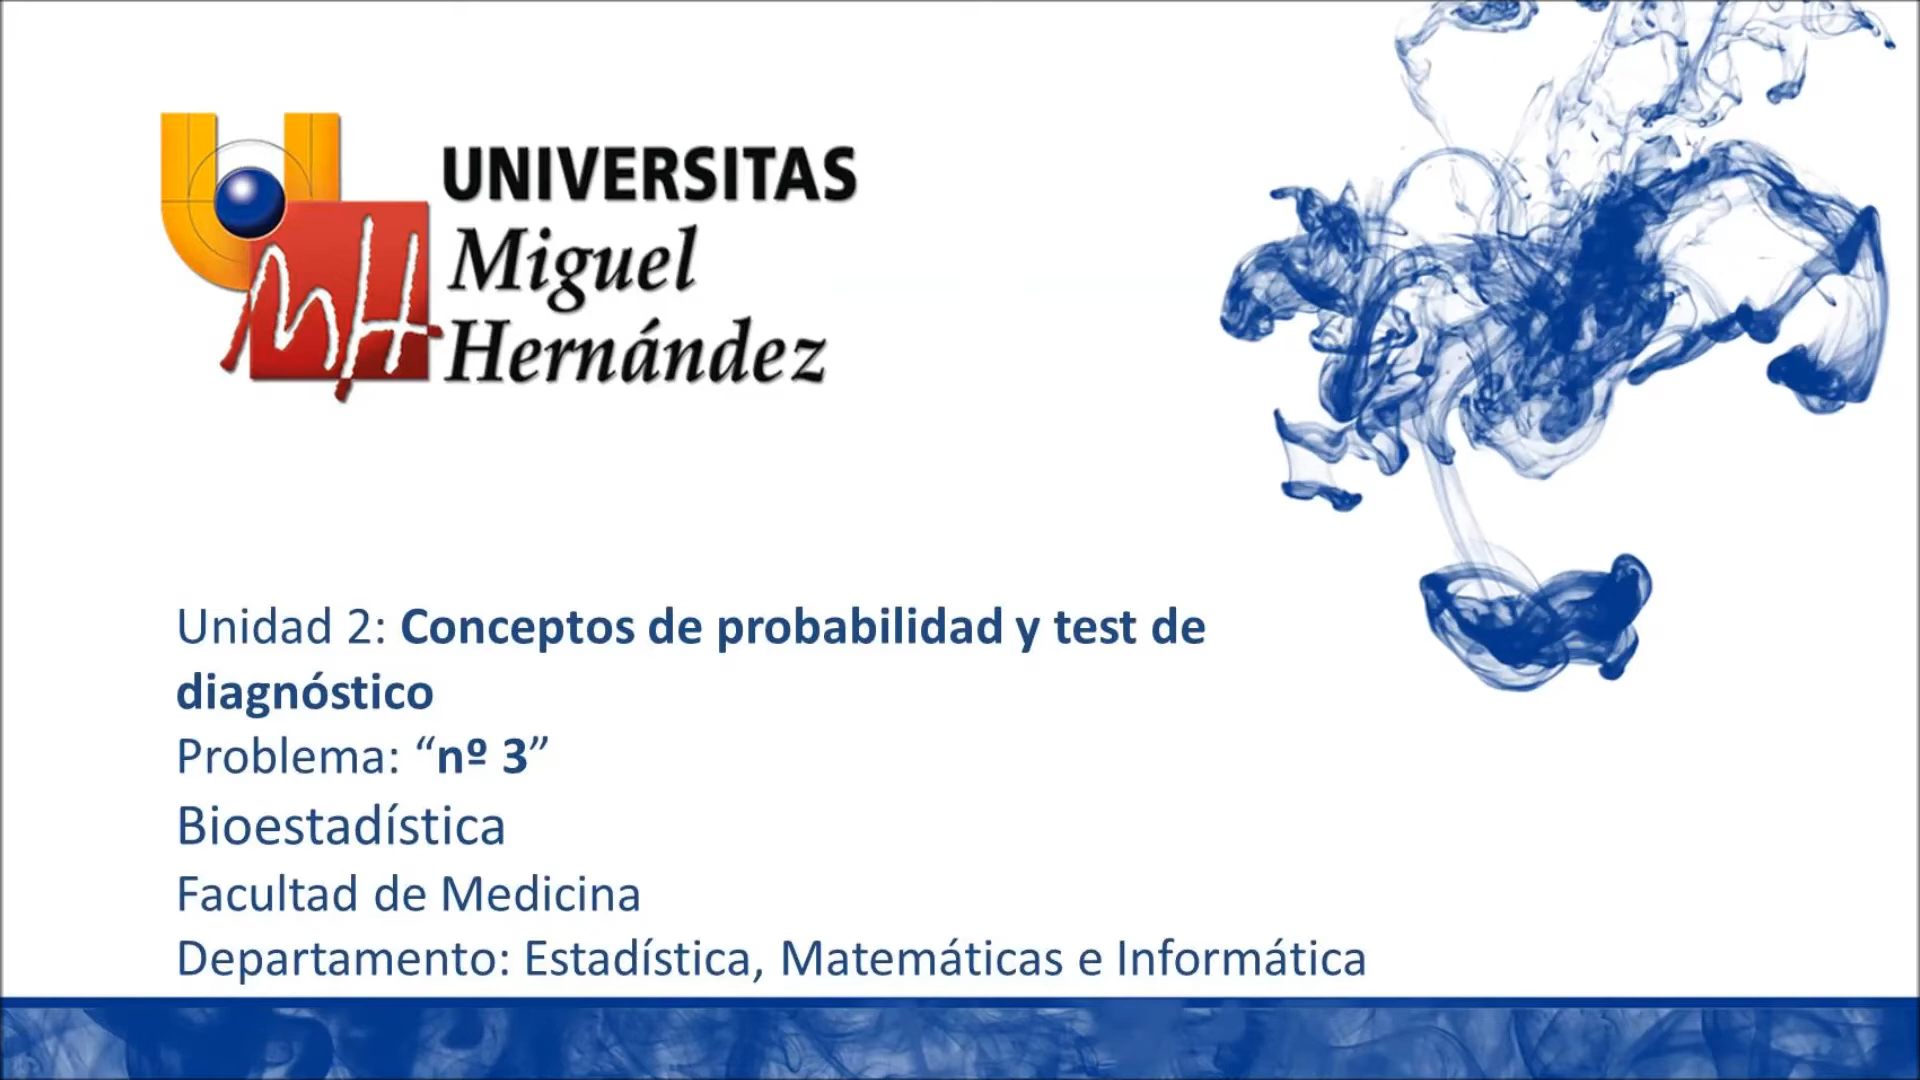 UNIVERSITAS
Miguel
Hernández
UMH
Unidad 2: Conceptos de probabilidad y test de
diagnóstico
Problema: “nº 3”
Bioestadística
Facultad de Medicina
Departamento: Estadística, Matemáticas e Informática